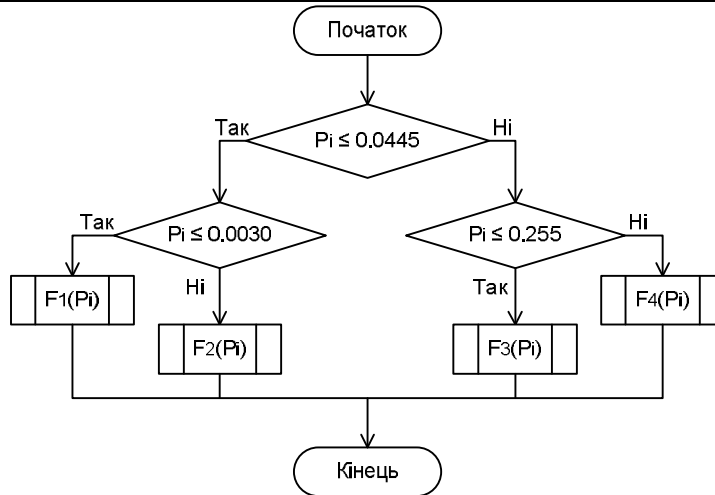 Початок
Так
Pi ≤ 0.0445
Ні
Так
Pi ≤ 0.0030
Pi ≤ 0.255
Ні
F1(Pi)
Ні
Так
F4(Pi)
F2(Pi)
F3(Pi)
Кінець